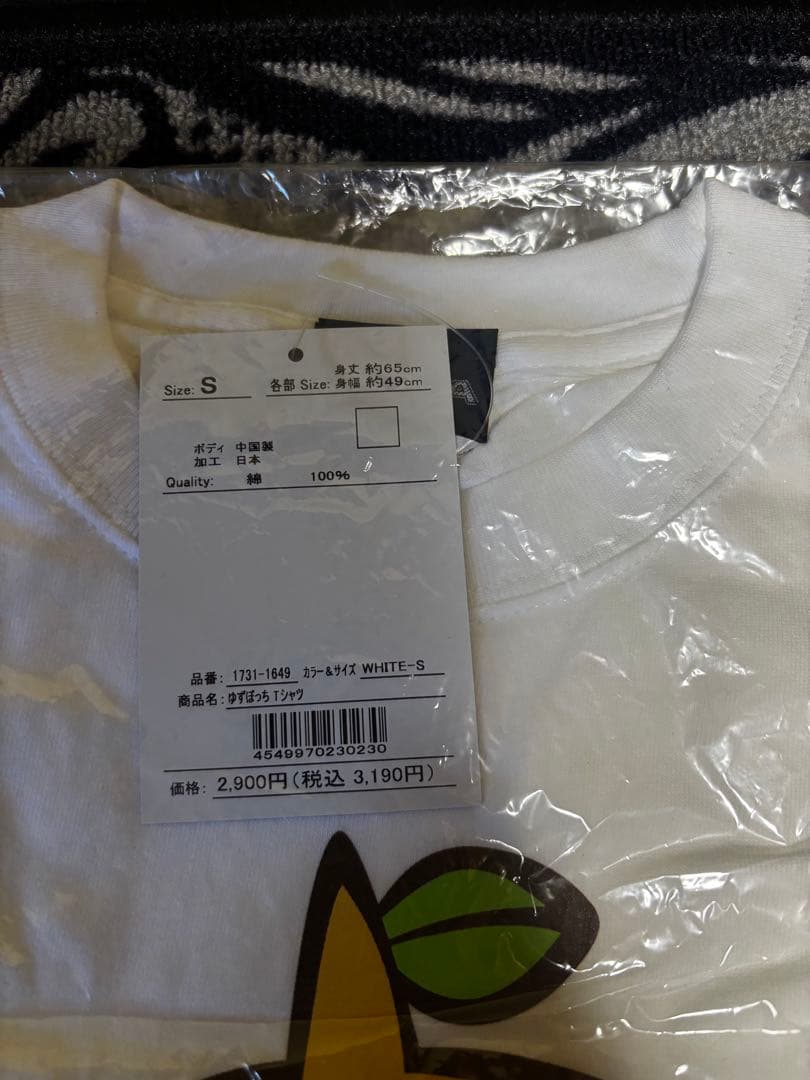 Size: S
身丈 約65cm
各部 Size: 身幅 約49cm
ボディ 中国製
加工 日本
Quality: 綿 100%
品番: 1731-1649 カラー&サイズ WHITE-S
商品名: ゆずぽっち Tシャツ
4549970230230
価格: 2,900円(税込 3,190円)